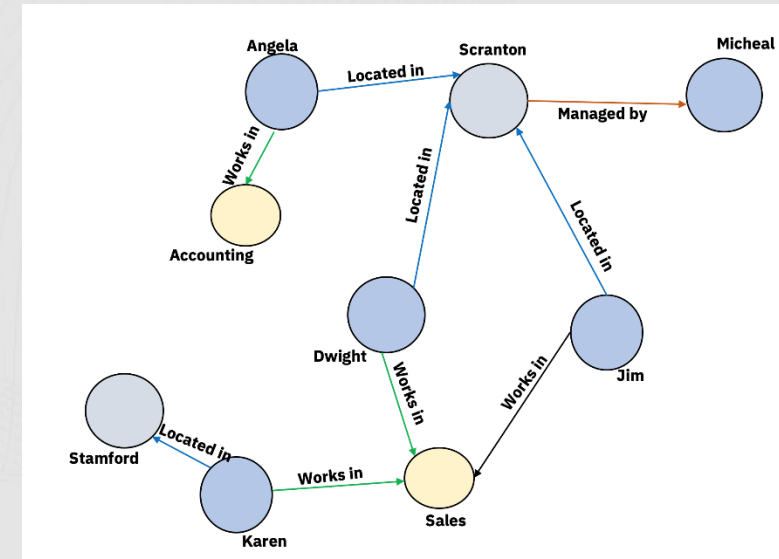 Angela
Scranton
Micheal
Located in
Managed by
Works in
Accounting
Located in
Located in
Dwight
Jim
Works in
Works in
Stamford
Located in
Works in
Sales
Karen